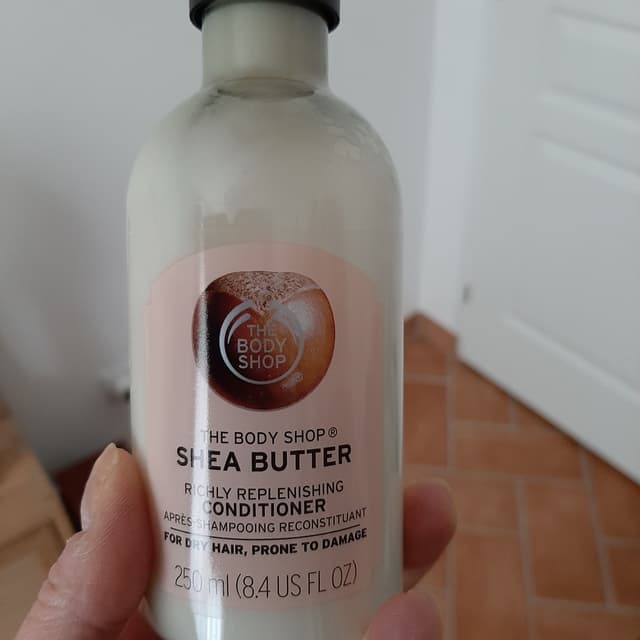 THE
BODY
SHOP
THE BODY SHOP®
SHEA BUTTER
RICHLY REPLENISHING
CONDITIONER
APRÈS-SHAMPOOING RECONSTITUANT
FOR DRY HAIR, PRONE TO DAMAGE
250 ml (8.4 US FL OZ)